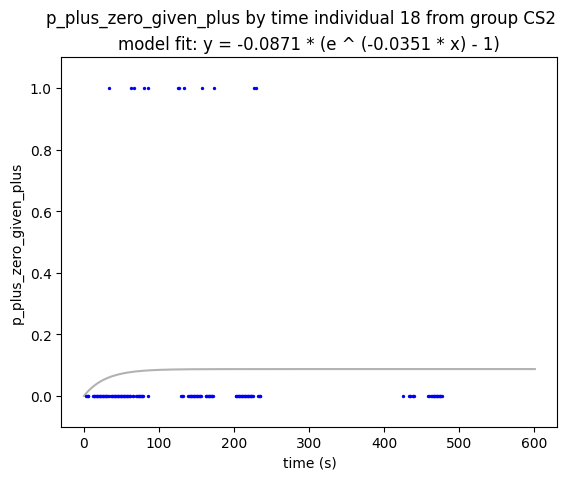 p_plus_zero_given_plus by time individual 18 from group CS2
model fit: y = -0.0871 * (e ^ (-0.0351 * x) - 1)
p_plus_zero_given_plus
1.0
0.8
0.6
0.4
0.2
0.0
0 100 200 300 400 500 600
time (s)